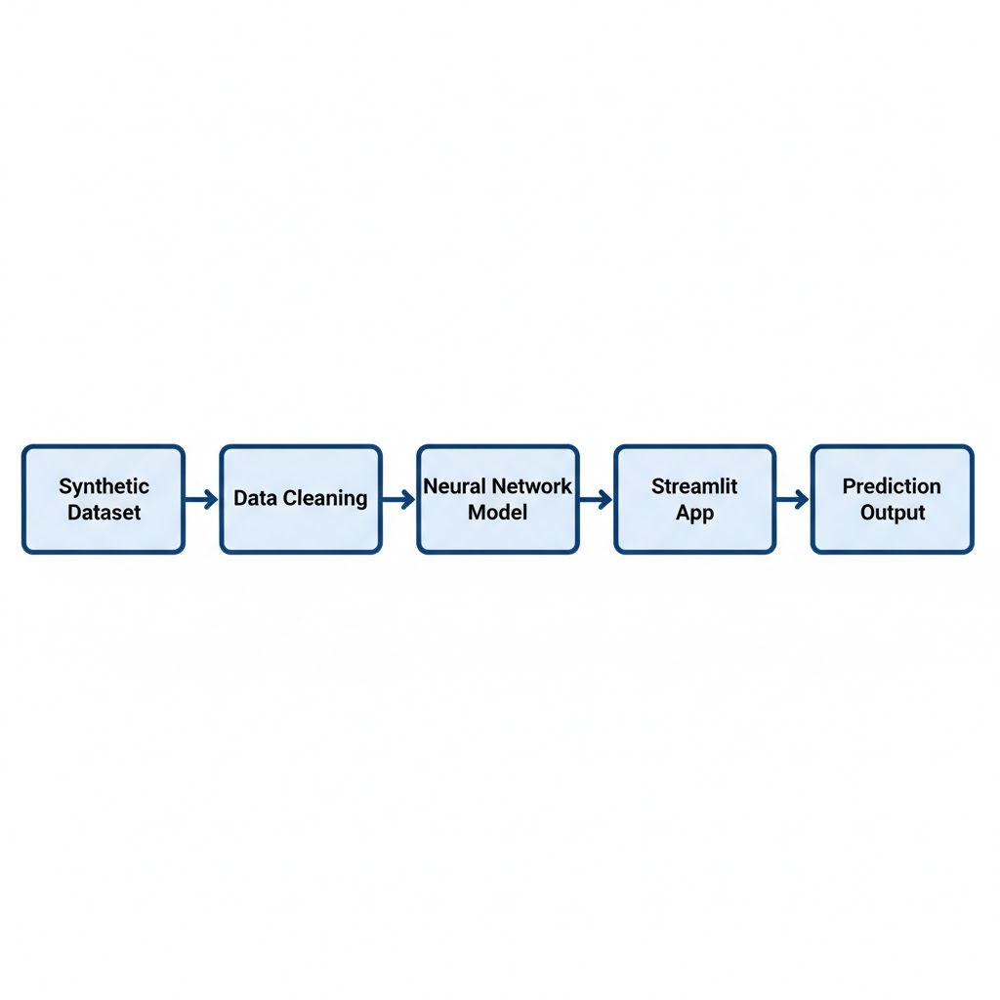 Synthetic
Dataset
Data Cleaning
Neural Network
Model
Streamlit
App
Prediction
Output